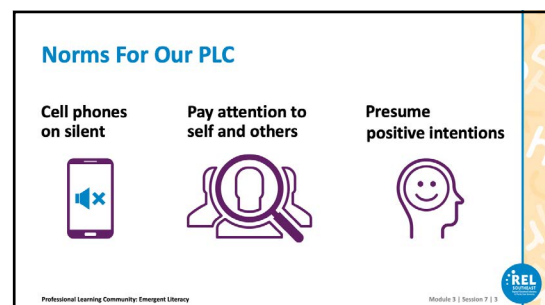 Norms For Our PLC
Cell phones
on silent
Pay attention to
self and others
Presume
positive intentions
Professional Learning Community: Emergent Literacy
Module 3 | Session 7 | 3
REL
SOUTHEAST